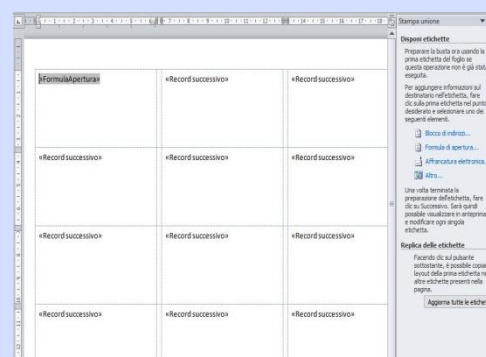 Stampa unione
Disponi etichette
«FormulaApertura» «Record successivo» «Record successivo»
«Record successivo» «Record successivo» «Record successivo»
«Record successivo» «Record successivo» «Record successivo»
«Record successivo» «Record successivo» «Record successivo»
Preparare la busta ora usando la
prima etichetta del foglio se
questa operazione non è già stata
eseguita.
Per aggiungere informazioni sul
destinatario nell'etichetta, fare
clic sulla prima etichetta nel punto
desiderato e selezionare uno dei
seguenti elementi.
Blocco di indirizzi...
Formula di apertura...
Affrancatura elettronica...
Altro...
Una volta terminata la
preparazione dell'etichetta, fare
clic su Successivo. Sarà quindi
possibile visualizzare in anteprima
e modificare ogni singola
etichetta.
Replica delle etichette
Facendo clic sul pulsante
sottostante, è possibile copiare
layout della prima etichetta
altre etichette presenti nella
pagina.
Aggiorna tutte le